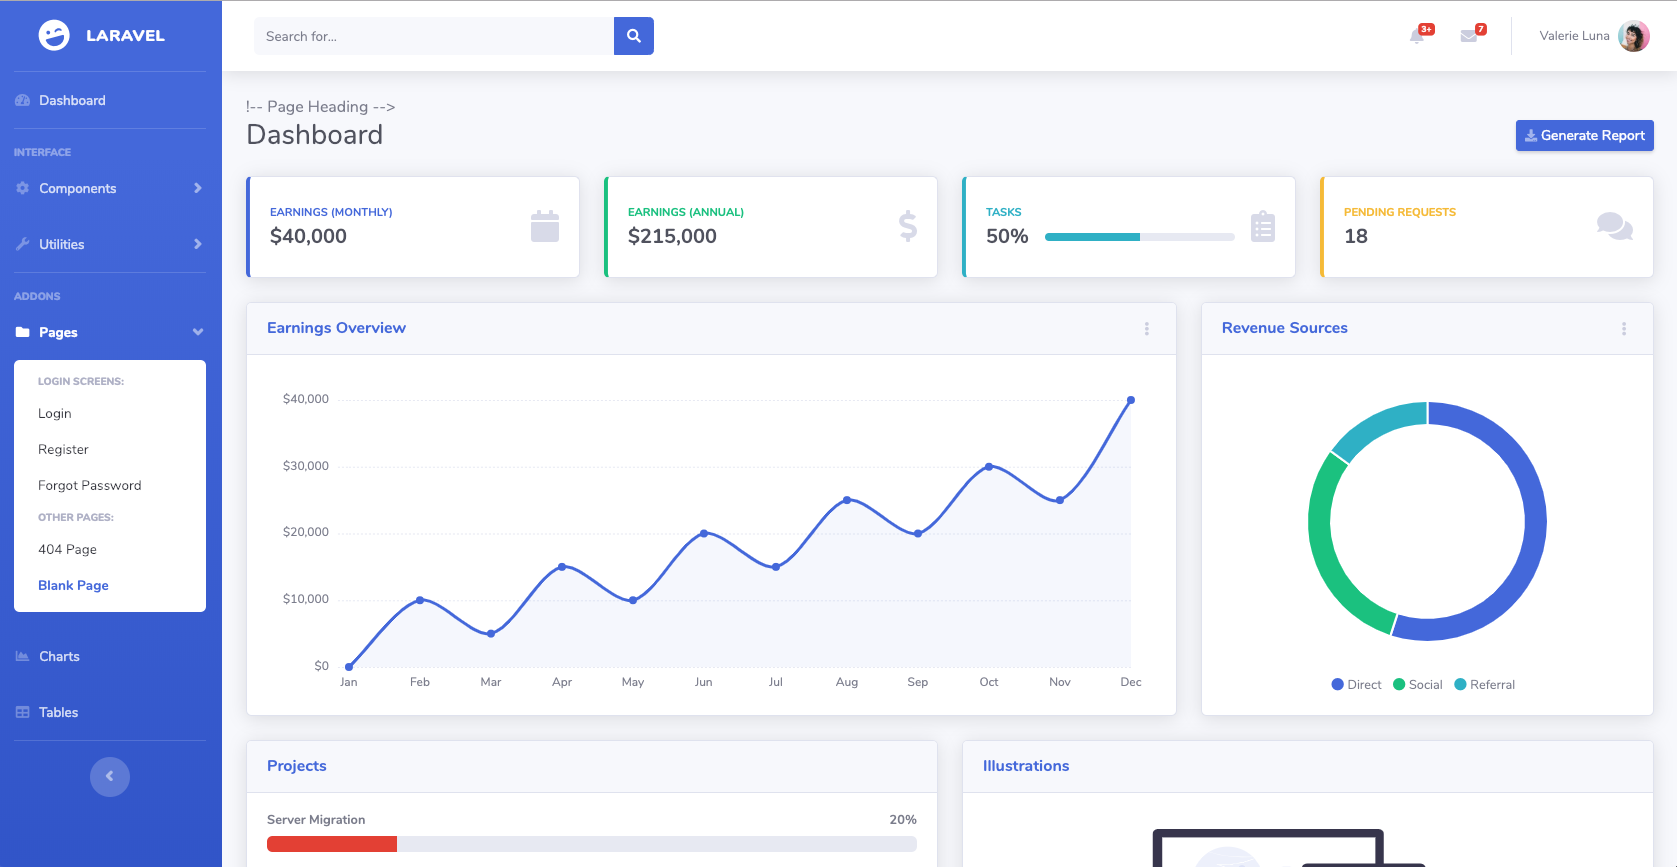 LARAVEL
Dashboard
INTERFACE
Components
Utilities
ADDONS
Pages
LOGIN SCREENS:
Login
Register
Forgot Password
OTHER PAGES:
404 Page
Blank Page
Charts
Tables
Search for...
3+
7
Valerie Luna
!-- Page Heading -->
Dashboard
Generate Report
EARNINGS (MONTHLY)
$40,000
EARNINGS (ANNUAL)
$215,000
TASKS
50%
PENDING REQUESTS
18
Earnings Overview
$40,000
$30,000
$20,000
$10,000
$0
Jan Feb Mar Apr May Jun Jul Aug Sep Oct Nov Dec
Revenue Sources
Direct Social Referral
Projects
Server Migration 20%
Illustrations